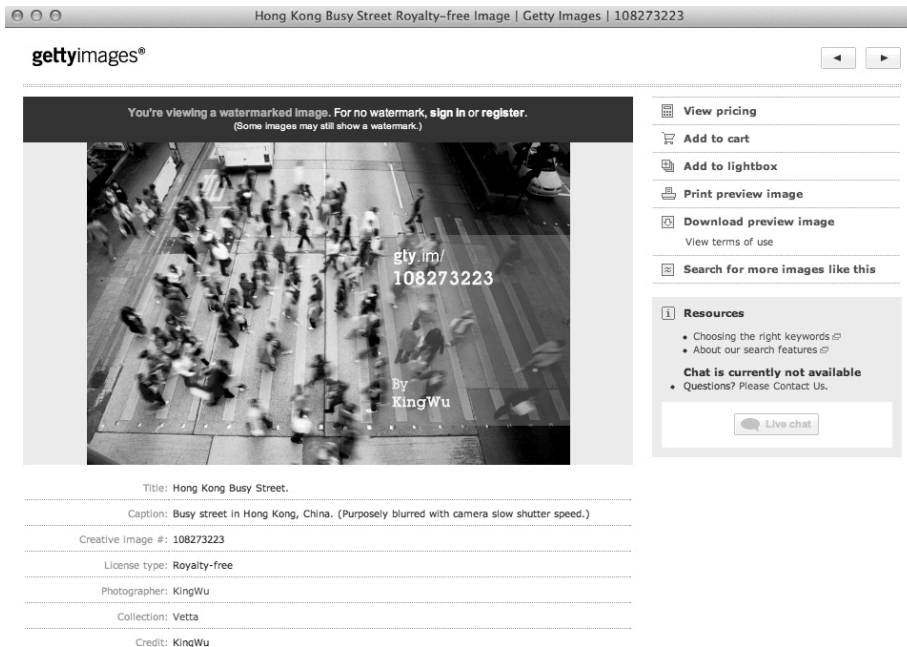 Hong Kong Busy Street Royalty-free Image | Getty Images | 108273223
gettyimages®
You're viewing a watermarked image. For no watermark, sign in or register.
(Some images may still show a watermark.)
gty.im/
108273223
By
KingWu
Title: Hong Kong Busy Street.
Caption: Busy street in Hong Kong, China. (Purposely blurred with camera slow shutter speed.)
Creative image #: 108273223
License type: Royalty-free
Photographer: KingWu
Collection: Vetta
Credit: KingWu
View pricing
Add to cart
Add to lightbox
Print preview image
Download preview image
View terms of use
Search for more images like this
Resources
• Choosing the right keywords
• About our search features
Chat is currently not available
• Questions? Please Contact Us.
Live chat